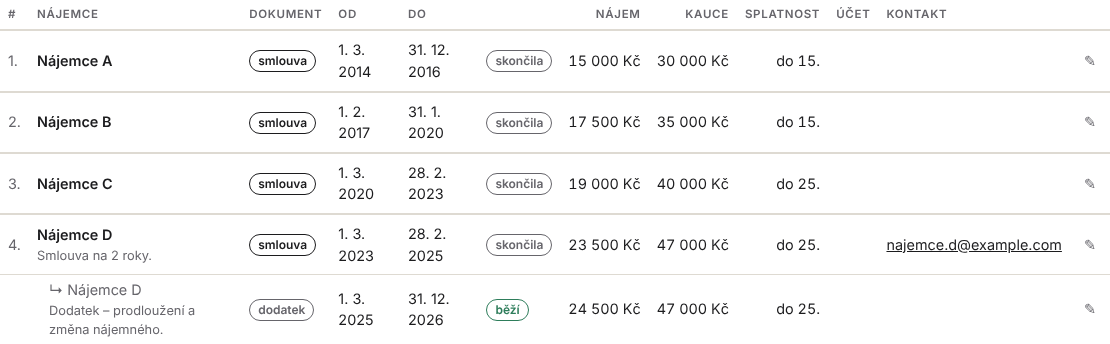 # NÁJEMCE DOKUMENT OD DO NÁJEM KAUCE SPLATNOST ÚČET KONTAKT
1. Nájemce A smlouva 1. 3. 2014 31. 12. 2016 skončila 15 000 Kč 30 000 Kč do 15. ✎
2. Nájemce B smlouva 1. 2. 2017 31. 1. 2020 skončila 17 500 Kč 35 000 Kč do 15. ✎
3. Nájemce C smlouva 1. 3. 2020 28. 2. 2023 skončila 19 000 Kč 40 000 Kč do 25. ✎
4. Nájemce D smlouva 1. 3. 2023 28. 2. 2025 skončila 23 500 Kč 47 000 Kč do 25. najemce.d@example.com ✎
Smlouva na 2 roky.
↳ Nájemce D dodatek 1. 3. 2025 31. 12. 2026 běží 24 500 Kč 47 000 Kč do 25. ✎
Dodatek – prodloužení a
změna nájemného.